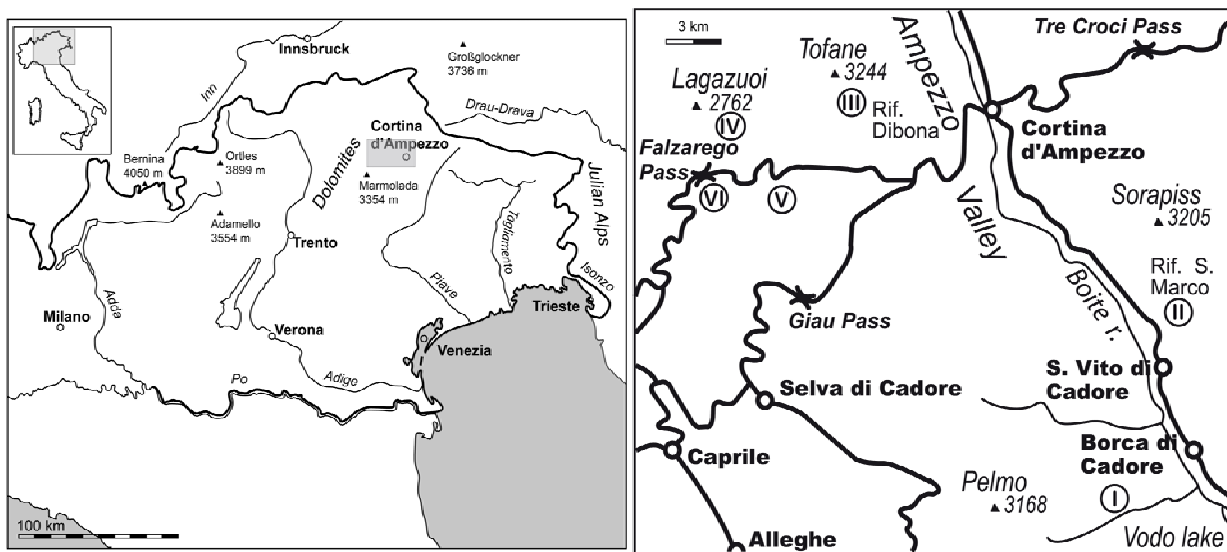 Innsbruck
Großglockner
3736 m
Inn
Drau-Drava
Cortina
d'Ampezzo
Bernina
4050 m
Ortles
3899 m
Dolomites
Marmolada
3354 m
Julian Alps
Adamello
3554 m
Trento
Tagliamento
Isonzo
Piave
Adda
Milano
Trieste
Verona
Venezia
Po
Adige
100 km
3 km
Tre Croci Pass
Ampezzo
Tofane
3244
Lagazuoi
2762
III
Rif.
Dibona
IV
Cortina
d'Ampezzo
Falzarego
Pass
VI
V
Valley
Sorapiss
3205
Rif. S.
Marco
II
Boite r.
Giau Pass
S. Vito di
Cadore
Selva di Cadore
Borca di
Cadore
Caprile
Pelmo
3168
I
Alleghe
Vodo lake